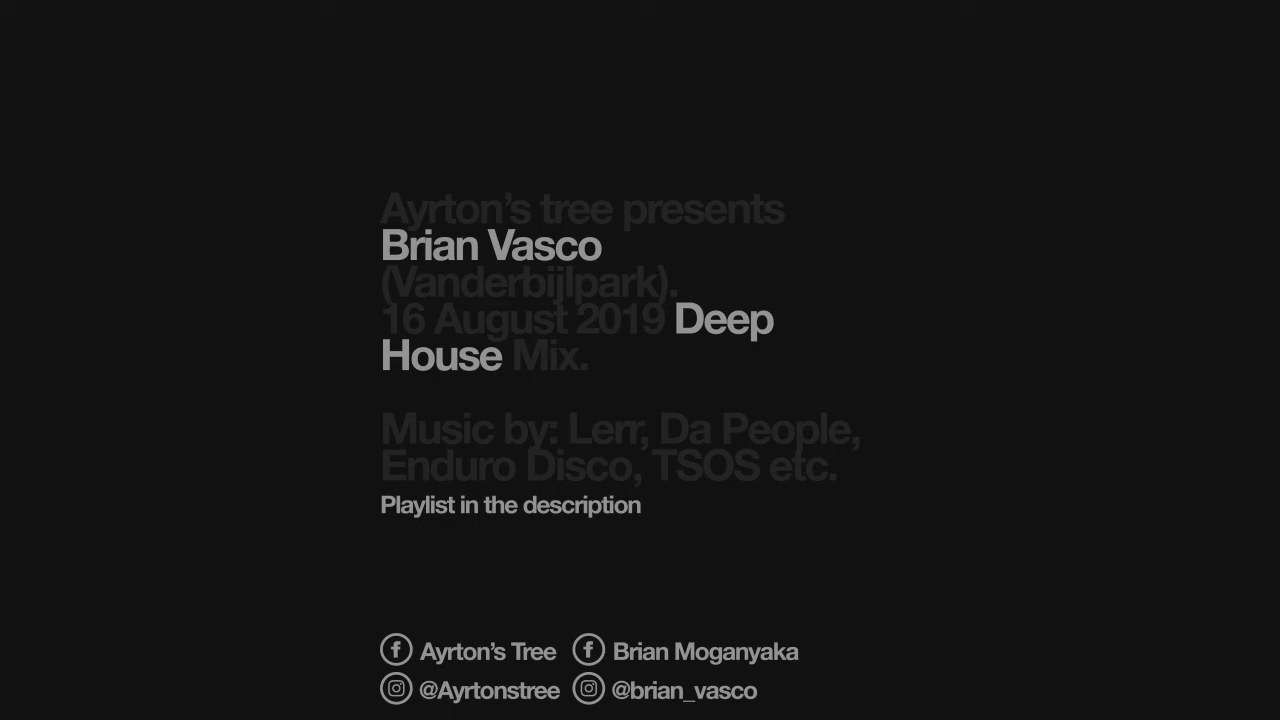 Ayrton’s tree presents
Brian Vasco
(Vanderbijlpark).
16 August 2019 Deep
House Mix.
Music by: Lerr, Da People,
Enduro Disco, TSOS etc.
Playlist in the description
Ayrton’s Tree Brian Moganyaka
@Ayrtonstree @brian_vasco